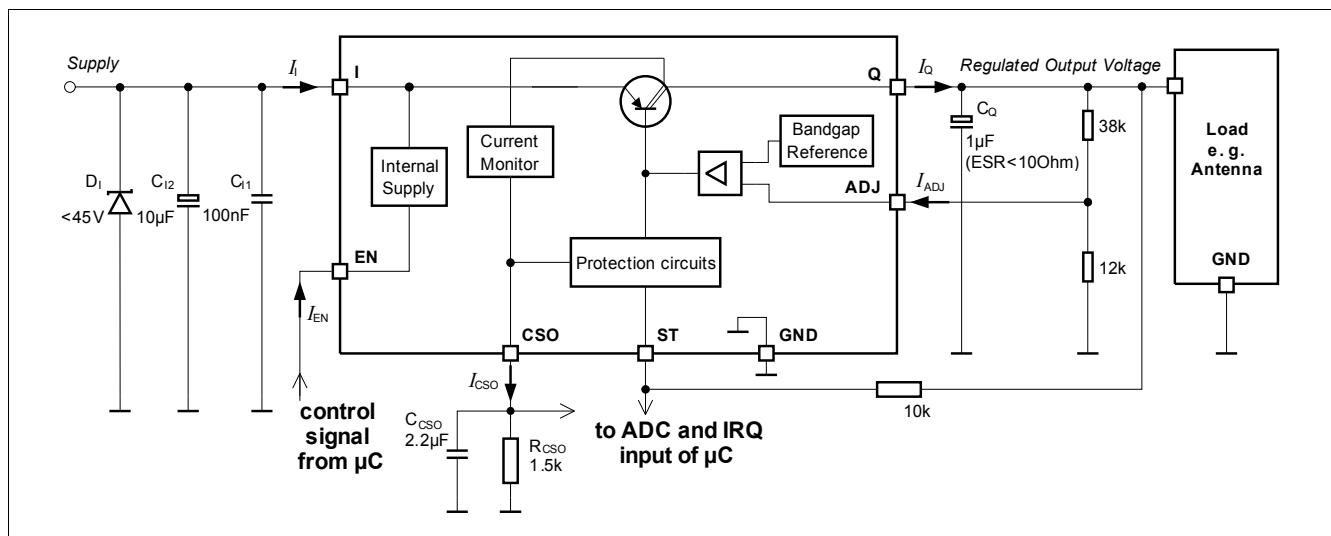 Supply
I_I
I
Q
I_Q
Regulated Output Voltage
C_Q
1µF
(ESR<10Ohm)
38k
Load
e. g.
Antenna
Current
Monitor
Bandgap
Reference
Internal
Supply
ADJ
I_ADJ
D_I
<45V
C_I2
10µF
C_I1
100nF
EN
Protection circuits
12k
GND
I_EN
CSO
ST
GND
I_CSO
10k
control
signal
from µC
C_CSO
2.2µF
R_CSO
1.5k
to ADC and IRQ
input of µC